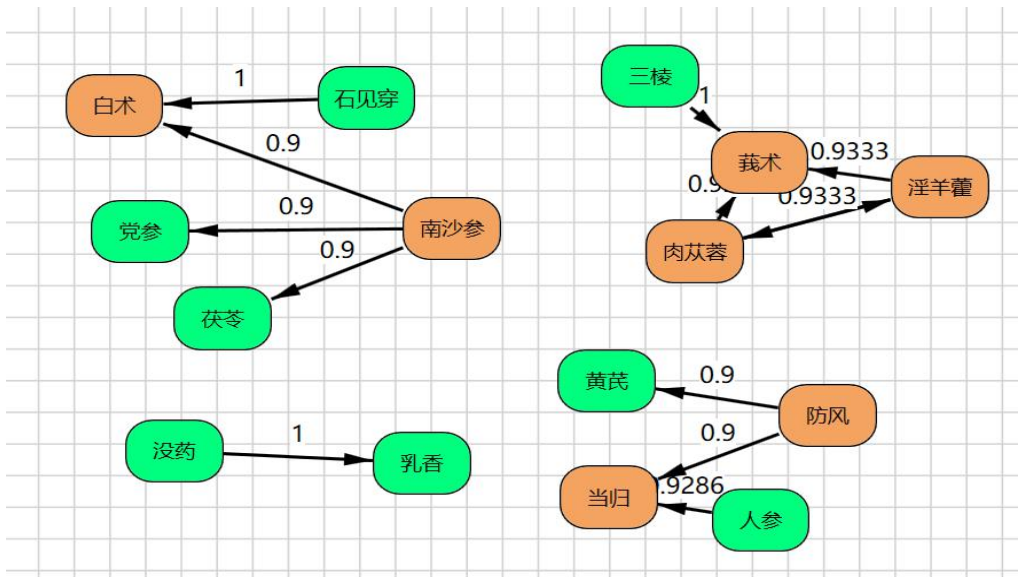 1
石见穿
白术
0.9
0.9
南沙参
党参
0.9
茯苓
没药
1
乳香
三棱
1
莪术
0.9333
淫羊藿
0.9333
肉苁蓉
黄芪
0.9
防风
0.9
当归
.9286
人参